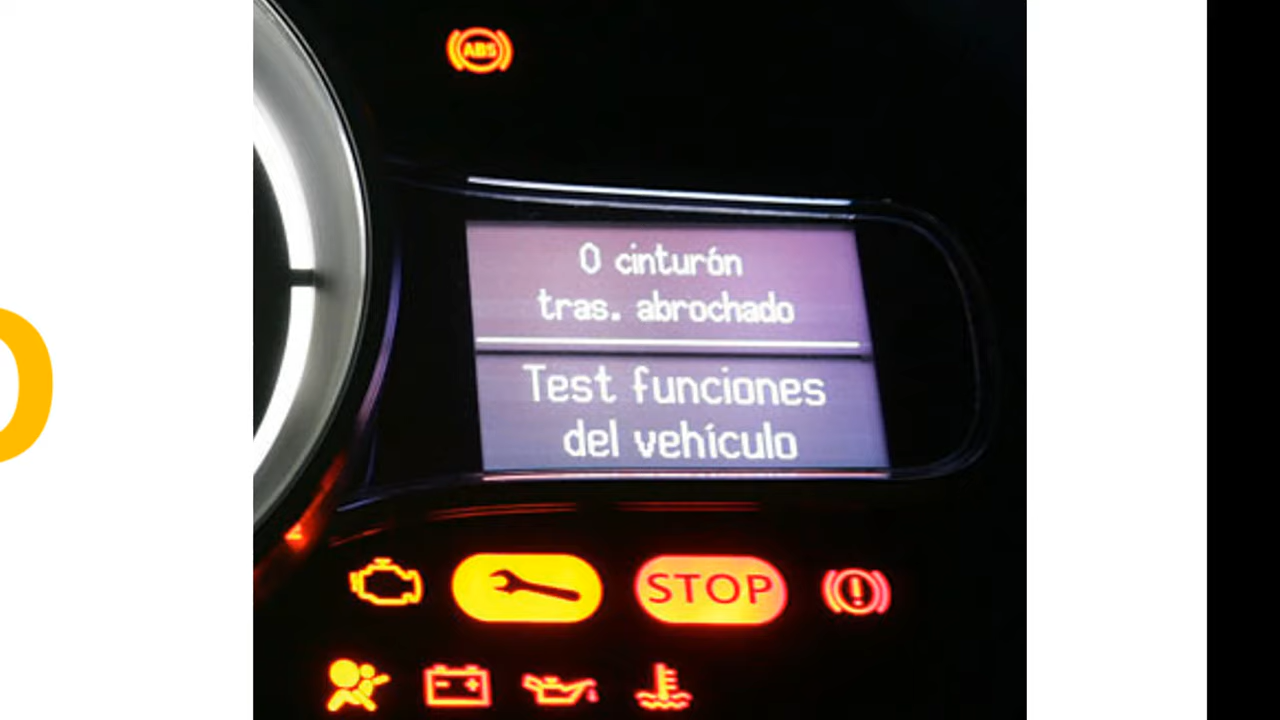 ABS
0 cinturón
tras. abrochado
Test funciones
del vehículo
STOP